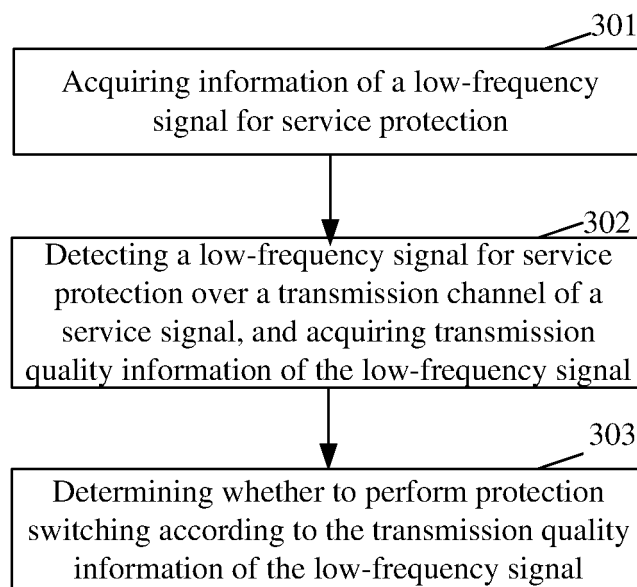 301
Acquiring information of a low-frequency
signal for service protection
302
Detecting a low-frequency signal for service
protection over a transmission channel of a
service signal, and acquiring transmission
quality information of the low-frequency signal
303
Determining whether to perform protection
switching according to the transmission quality
information of the low-frequency signal